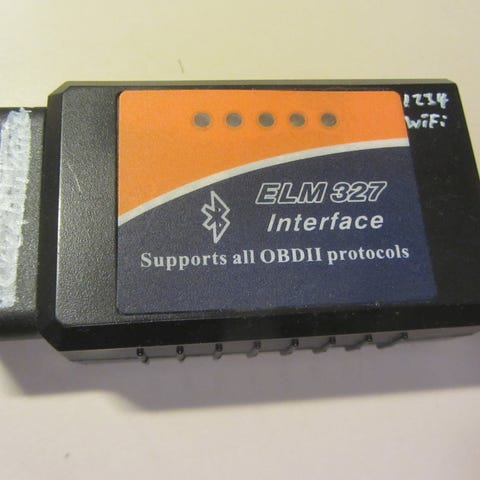 1234
WiFi
ELM 327
Interface
Supports all OBDII protocols